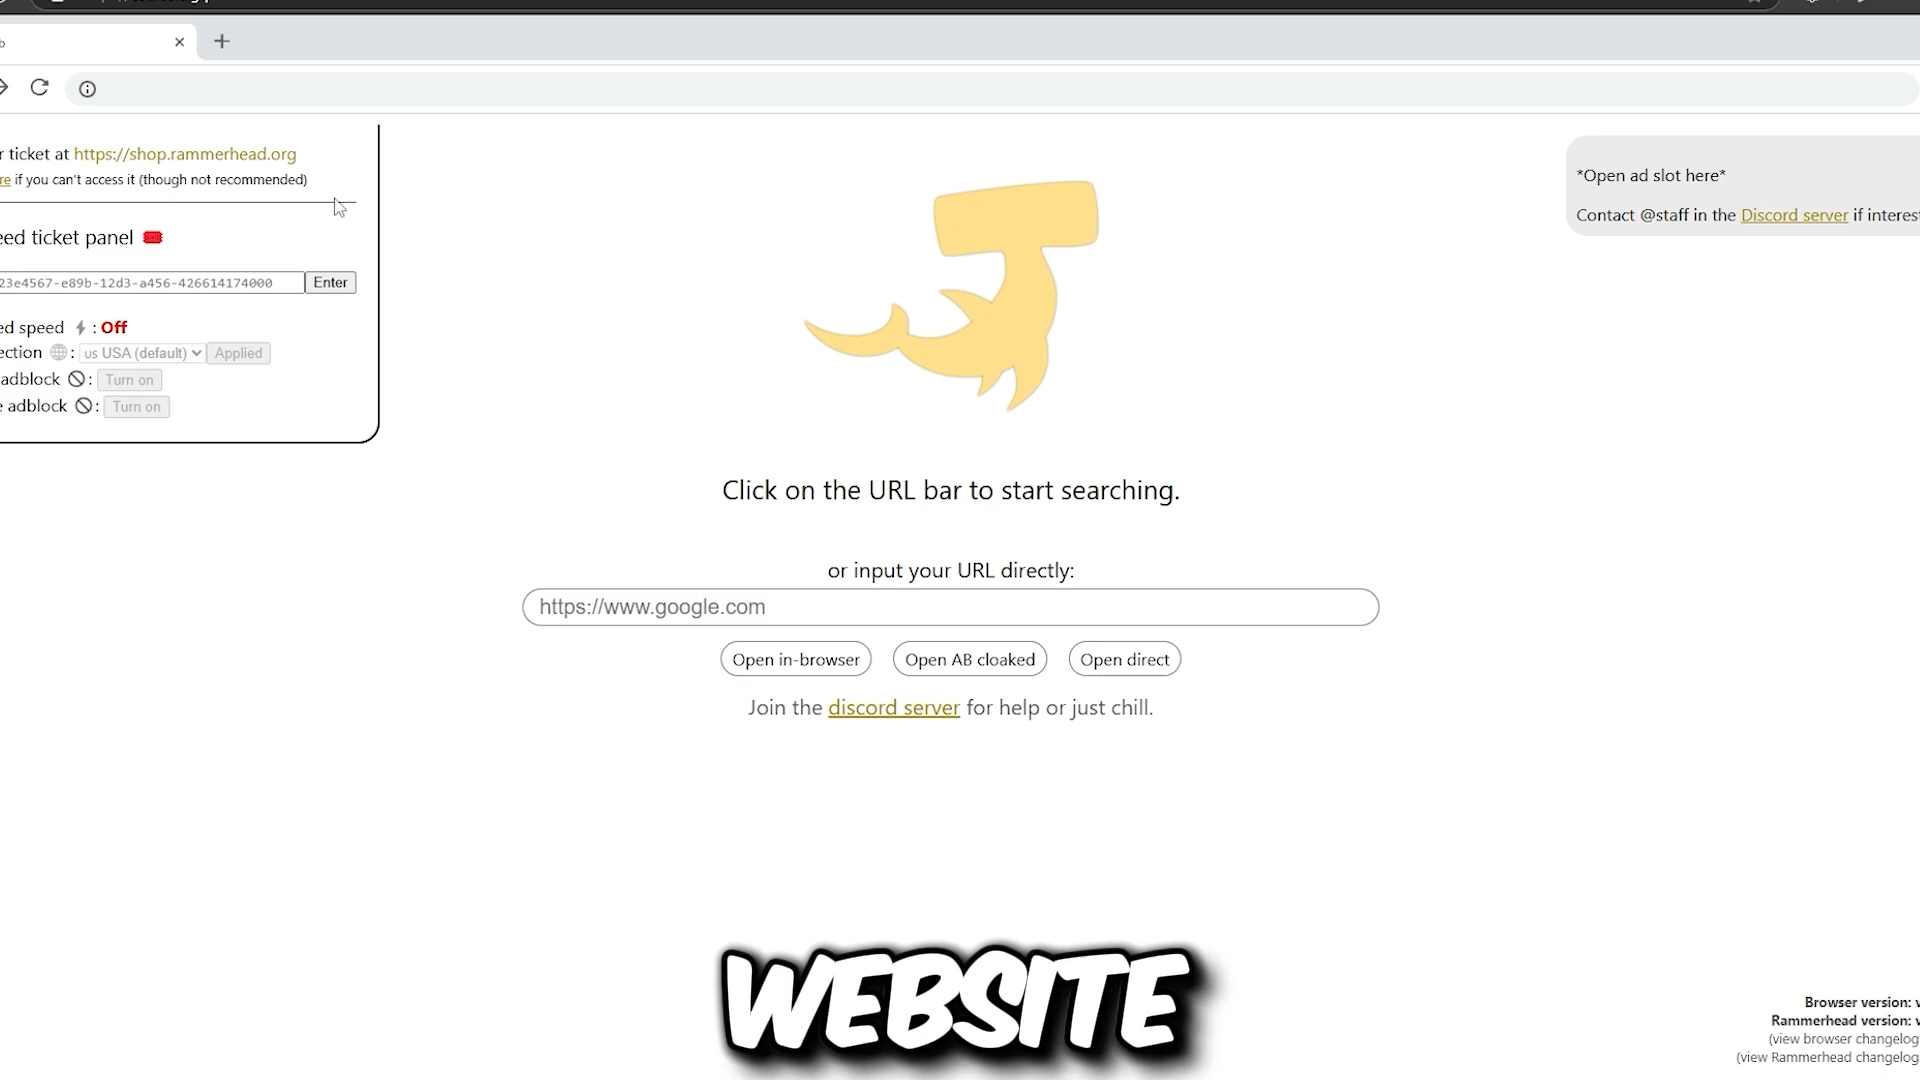 r ticket at https://shop.rammerhead.org
re if you can't access it (though not recommended)
eed ticket panel
23e4567-e89b-12d3-a456-426614174000 Enter
ed speed : Off
ection : us USA (default) Applied
adblock : Turn on
e adblock : Turn on
*Open ad slot here*
Contact @staff in the Discord server if interest
Click on the URL bar to start searching.
or input your URL directly:
https://www.google.com
Open in-browser Open AB cloaked Open direct
Join the discord server for help or just chill.
WEBSITE
Browser version: v
Rammerhead version: v
(view browser changelog
(view Rammerhead changelog